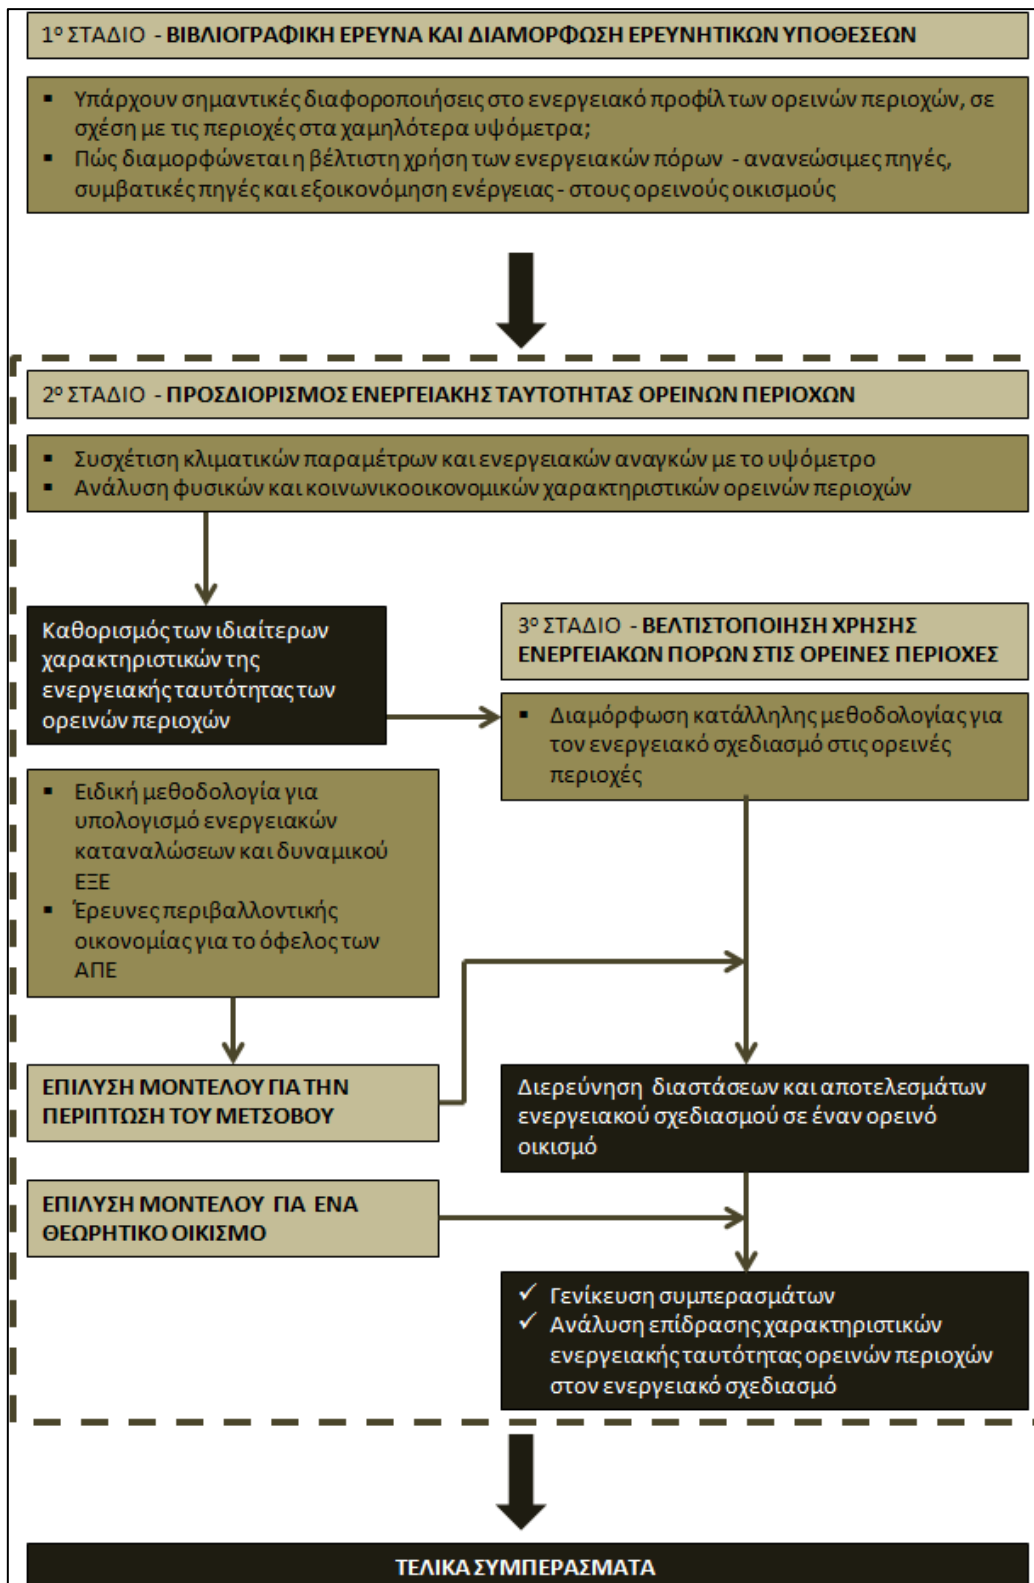 1ο ΣΤΑΔΙΟ - ΒΙΒΛΙΟΓΡΑΦΙΚΗ ΕΡΕΥΝΑ ΚΑΙ ΔΙΑΜΟΡΦΩΣΗ ΕΡΕΥΝΗΤΙΚΩΝ ΥΠΟΘΕΣΕΩΝ
▪ Υπάρχουν σημαντικές διαφοροποιήσεις στο ενεργειακό προφίλ των ορεινών περιοχών, σε
σχέση με τις περιοχές στα χαμηλότερα υψόμετρα;
▪ Πώς διαμορφώνεται η βέλτιστη χρήση των ενεργειακών πόρων - ανανεώσιμες πηγές,
συμβατικές πηγές και εξοικονόμηση ενέργειας - στους ορεινούς οικισμούς
2ο ΣΤΑΔΙΟ - ΠΡΟΣΔΙΟΡΙΣΜΟΣ ΕΝΕΡΓΕΙΑΚΗΣ ΤΑΥΤΟΤΗΤΑΣ ΟΡΕΙΝΩΝ ΠΕΡΙΟΧΩΝ
▪ Συσχέτιση κλιματικών παραμέτρων και ενεργειακών αναγκών με το υψόμετρο
▪ Ανάλυση φυσικών και κοινωνικοοικονομικών χαρακτηριστικών ορεινών περιοχών
Καθορισμός των ιδιαίτερων
χαρακτηριστικών της
ενεργειακής ταυτότητας των
ορεινών περιοχών
3ο ΣΤΑΔΙΟ - ΒΕΛΤΙΣΤΟΠΟΙΗΣΗ ΧΡΗΣΗΣ
ΕΝΕΡΓΕΙΑΚΩΝ ΠΟΡΩΝ ΣΤΙΣ ΟΡΕΙΝΕΣ ΠΕΡΙΟΧΕΣ
▪ Διαμόρφωση κατάλληλης μεθοδολογίας για
τον ενεργειακό σχεδιασμό στις ορεινές
περιοχές
▪ Ειδική μεθοδολογία για
υπολογισμό ενεργειακών
καταναλώσεων και δυναμικού
ΕΞΕ
▪ Έρευνες περιβαλλοντικής
οικονομίας για το όφελος των
ΑΠΕ
ΕΠΙΛΥΣΗ ΜΟΝΤΕΛΟΥ ΓΙΑ ΤΗΝ
ΠΕΡΙΠΤΩΣΗ ΤΟΥ ΜΕΤΣΟΒΟΥ
Διερεύνηση διαστάσεων και αποτελεσμάτων
ενεργειακού σχεδιασμού σε έναν ορεινό
οικισμό
ΕΠΙΛΥΣΗ ΜΟΝΤΕΛΟΥ ΓΙΑ ΕΝΑ
ΘΕΩΡΗΤΙΚΟ ΟΙΚΙΣΜΟ
✓ Γενίκευση συμπερασμάτων
✓ Ανάλυση επίδρασης χαρακτηριστικών
ενεργειακής ταυτότητας ορεινών περιοχών
στον ενεργειακό σχεδιασμό
ΤΕΛΙΚΑ ΣΥΜΠΕΡΑΣΜΑΤΑ